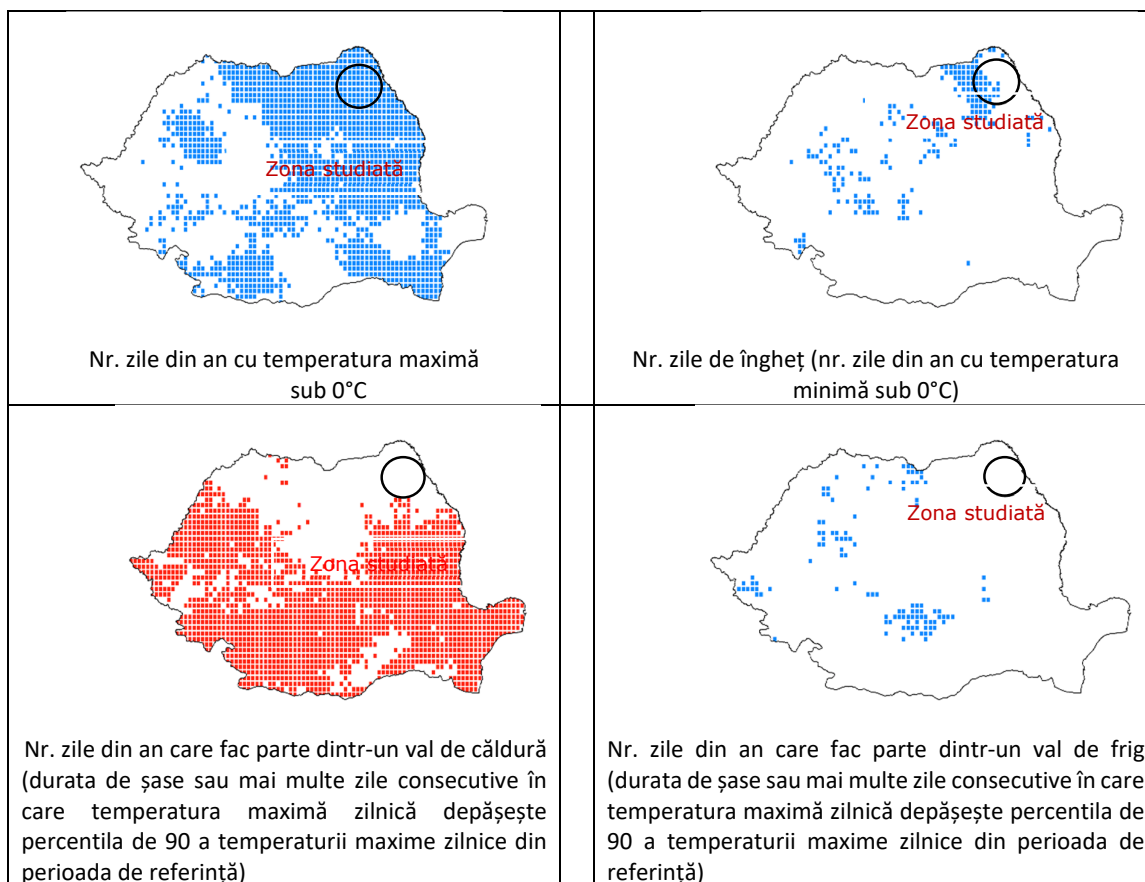 Zona studiată
Nr. zile din an cu temperatura maximă
sub 0°C
Zona studiată
Nr. zile de îngheț (nr. zile din an cu temperatura
minimă sub 0°C)
Zona studiată
Nr. zile din an care fac parte dintr-un val de căldură
(durata de șase sau mai multe zile consecutive în
care temperatura maximă zilnică depășește
percentila de 90 a temperaturii maxime zilnice din
perioada de referință)
Zona studiată
Nr. zile din an care fac parte dintr-un val de frig
(durata de șase sau mai multe zile consecutive în care
temperatura maximă zilnică depășește percentila de
90 a temperaturii maxime zilnice din perioada de
referință)